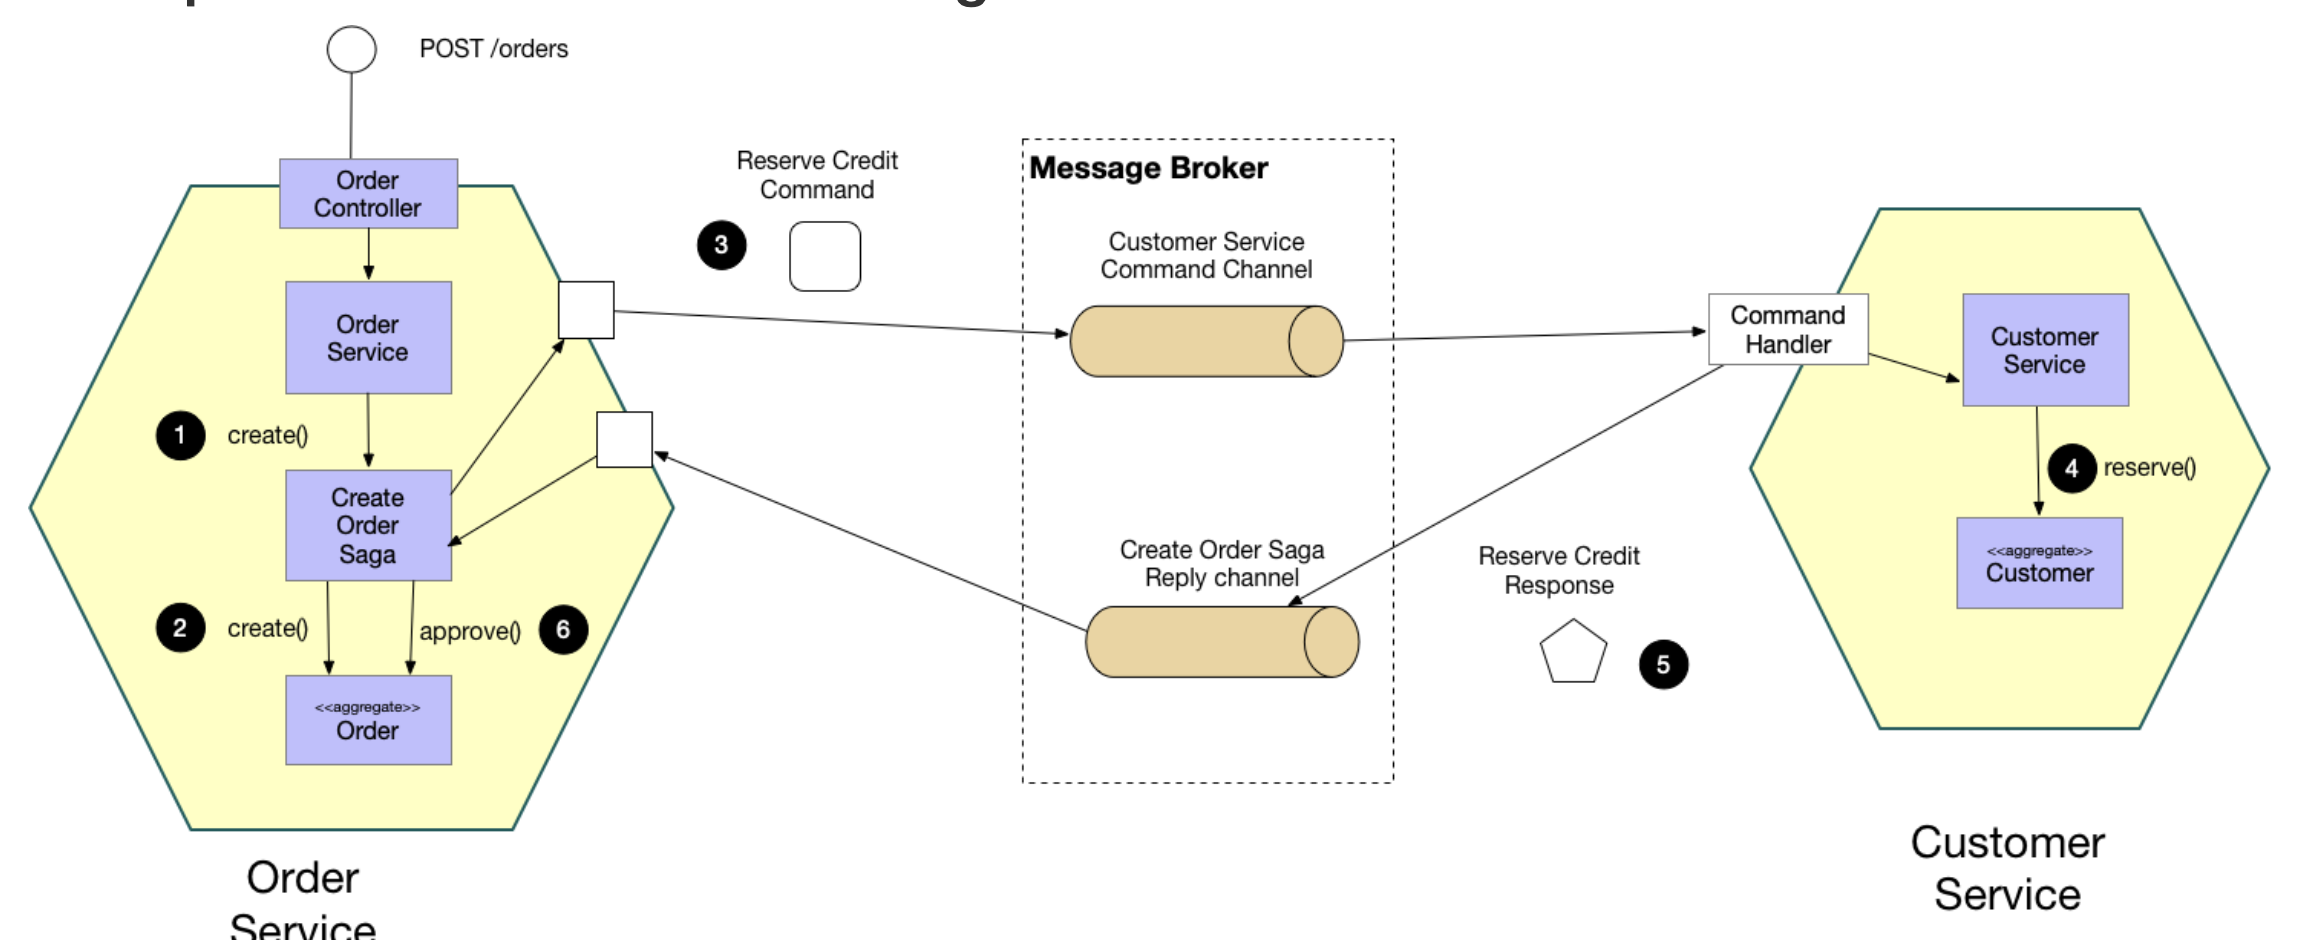 POST /orders
Order
Controller
Order
Service
1
create()
Create
Order
Saga
2
create()
approve()
6
<<aggregate>>
Order
Order
Service
Reserve Credit
Command
3
Message Broker
Customer Service
Command Channel
Create Order Saga
Reply channel
Reserve Credit
Response
5
Command
Handler
Customer
Service
4
reserve()
<<aggregate>>
Customer
Customer
Service